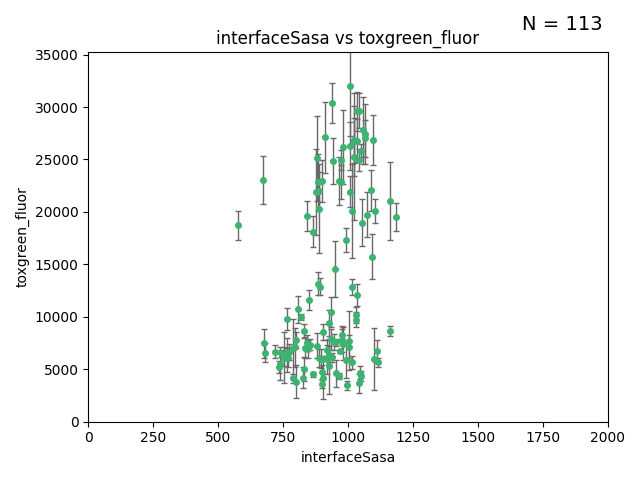 N = 113
interfaceSasa vs toxgreen_fluor
35000
30000
25000
20000
15000
10000
5000
0
toxgreen_fluor
0 250 500 750 1000 1250 1500 1750 2000
interfaceSasa